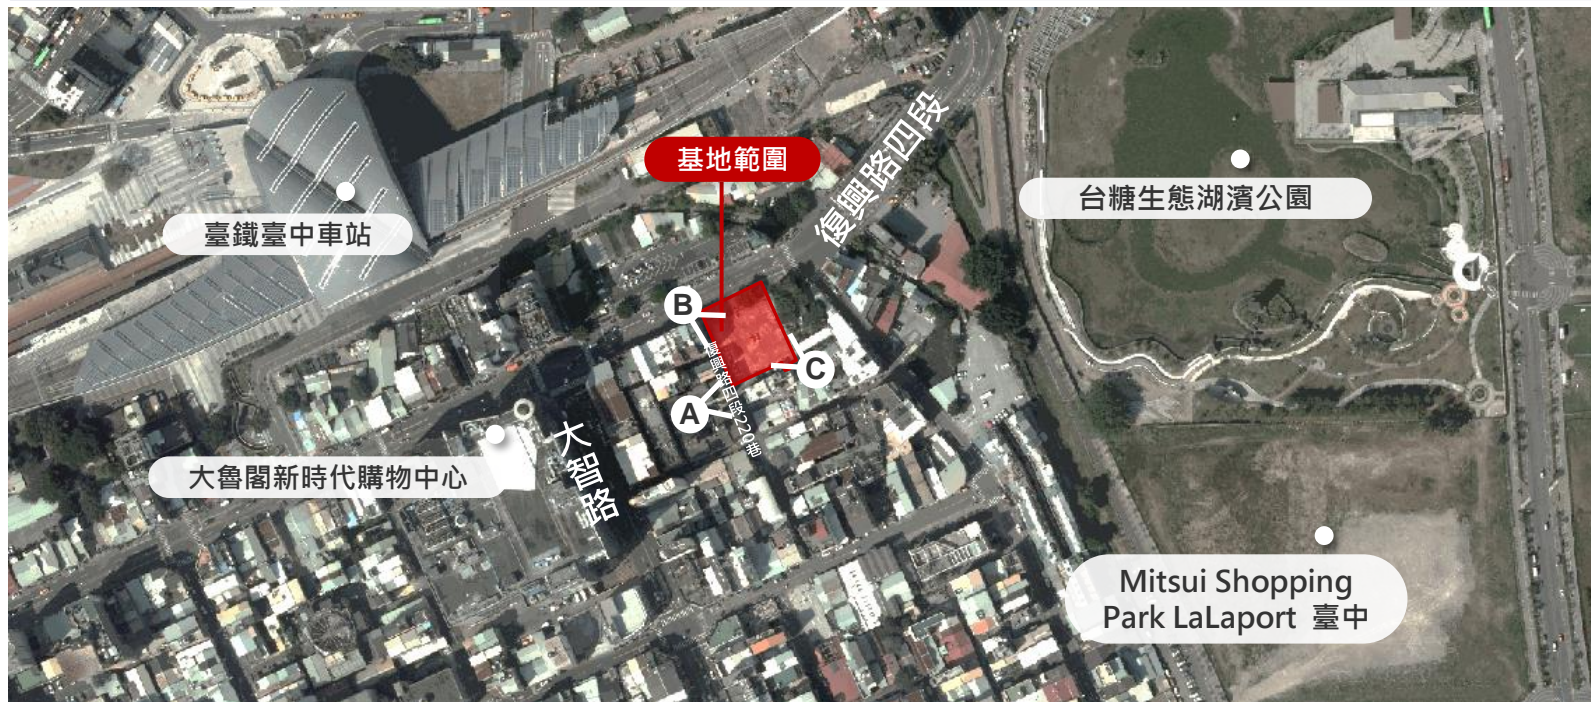 基地範圍
復興路四段
台糖生態湖濱公園
臺鐵臺中車站
B
復興路四段220巷
C
A
大魯閣新時代購物中心
大智路
Mitsui Shopping
Park LaLaport 臺中